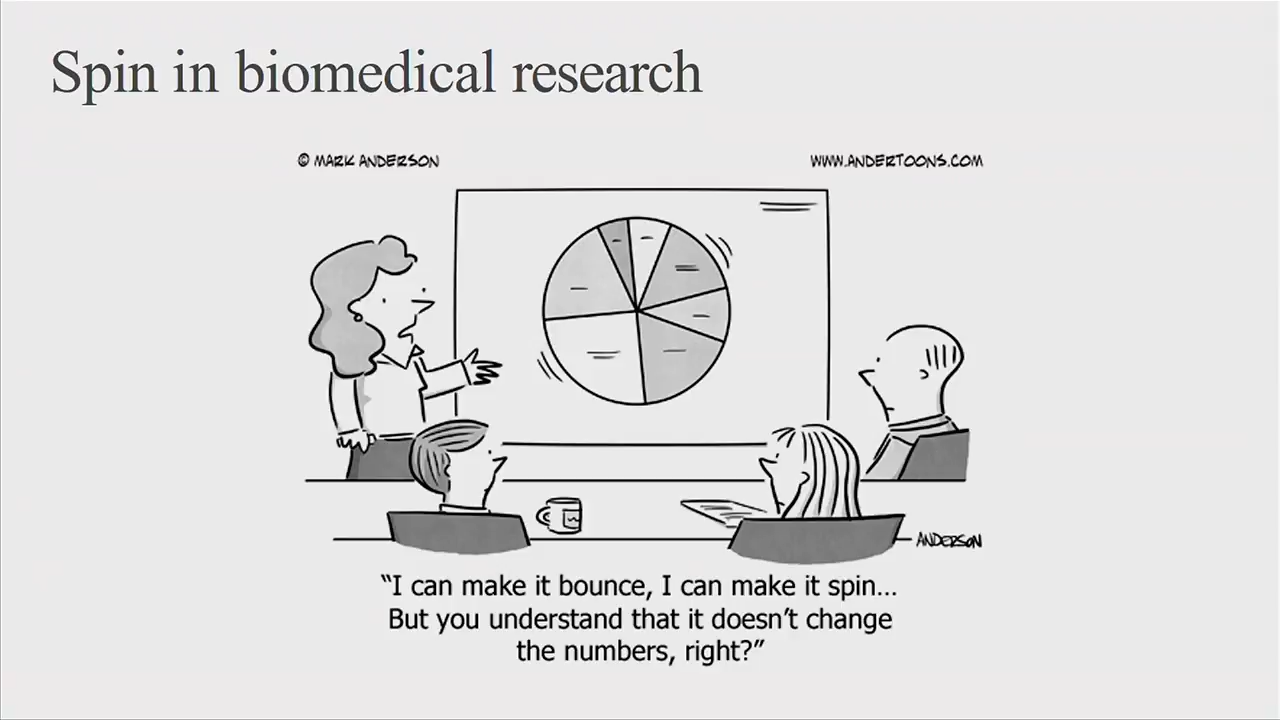 Spin in biomedical research
© MARK ANDERSON
WWW.ANDERTOONS.COM
ANDERSON
“I can make it bounce, I can make it spin...
But you understand that it doesn’t change
the numbers, right?”